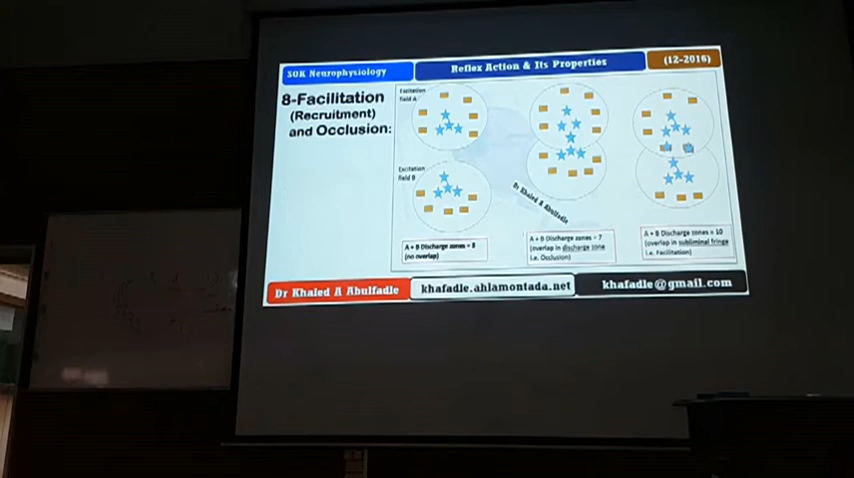 SOK Neurophysiology
Reflex Action & Its Properties
(12-2016)
8-Facilitation
(Recruitment)
and Occlusion:
Excitation
field A
Excitation
field B
Dr Khaled A Abulfadle
A + B Discharge zones = 8
(no overlap)
A + B Discharge zones = 7
(overlap in discharge zone
i.e. Occlusion)
A + B Discharge zones = 10
(overlap in subliminal fringe
i.e. Facilitation)
Dr Khaled A Abulfadle
khafadle.ahlamontada.net
khafadle@gmail.com